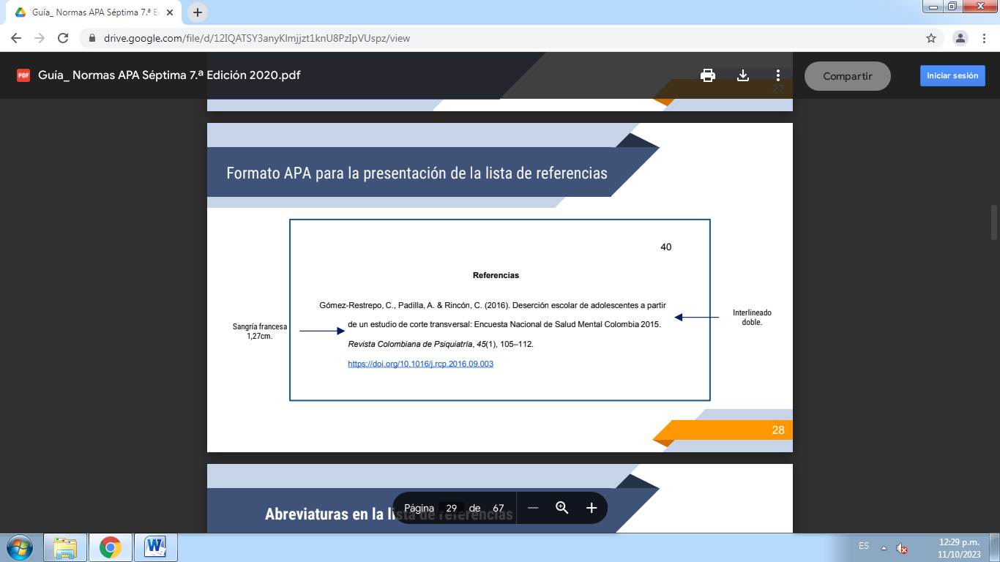 Guía_ Normas APA Séptima 7.ª Ed
drive.google.com/file/d/12IQATSY3anyKlmjjzt1knU8PzIpVUspz/view
PDF
Guía_ Normas APA Séptima 7.ª Edición 2020.pdf
Compartir
Iniciar sesión
27
Formato APA para la presentación de la lista de referencias
40
Referencias
Gómez-Restrepo, C., Padilla, A. & Rincón, C. (2016). Deserción escolar de adolescentes a partir
de un estudio de corte transversal: Encuesta Nacional de Salud Mental Colombia 2015.
Revista Colombiana de Psiquiatria, 45(1), 105–112.
https://doi.org/10.1016/j.rcp.2016.09.003
Sangría francesa
1,27cm.
Interlineado
doble.
28
Abreviaturas en la lista de referencias
Página 29 de 67
ES
12:29 p.m.
11/10/2023